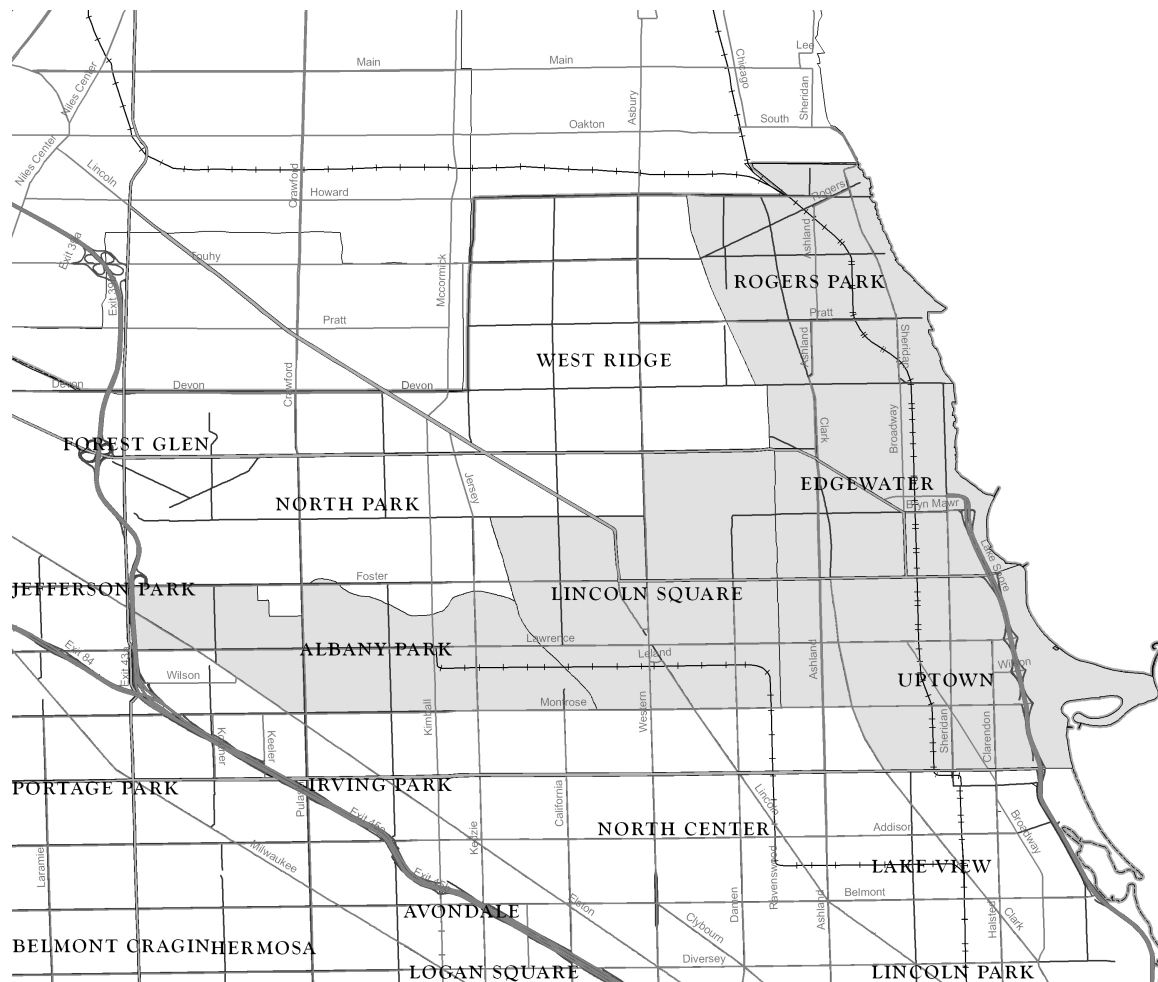 Lee
Main
Main
Chicago
Niles Center
Sheridan
Asbury
South
Oakton
Niles Center
Lincoln
Crawford
Howard
Rogers
Ashland
Exit 39a
Touhy
Mccormick
ROGERS PARK
Pratt
Pratt
Ashland
Sheridan
WEST RIDGE
Devon
Devon
Devon
Crawford
Clark
Broadway
FOREST GLEN
EDGEWATER
Jersey
NORTH PARK
Bryn Mawr
Lake Shore
Foster
JEFFERSON PARK
LINCOLN SQUARE
Lawrence
ALBANY PARK
Leland
Exit 84
Exit 43a
Wilson
Ashland
Wilson
UPTOWN
Montrose
Kimball
Western
Sheridan
Clarendon
Kostner
Keeler
PORTAGE PARK
IRVING PARK
Pulaski
California
Lincoln
Exit 45a
NORTH CENTER
Addison
Broadway
Kedzie
Milwaukee
Laramie
LAKE VIEW
Ravenswood
Belmont
Damen
Ashland
Elston
AVONDALE
Clybourn
Halsted
Clark
BELMONT CRAGIN
HERMOSA
Diversey
LOGAN SQUARE
LINCOLN PARK